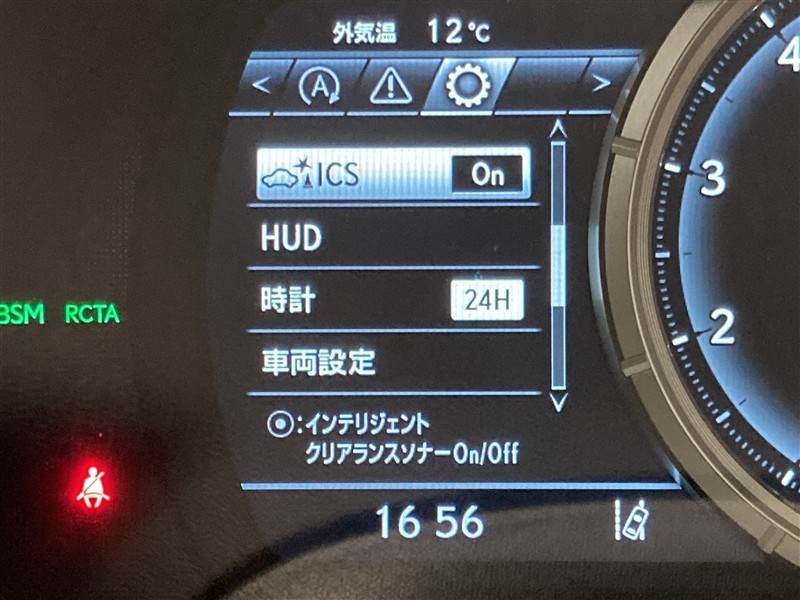 外気温 12℃
< A >
ICS On
HUD
時計 24H
車両設定
BSM RCTA
⦿:インテリジェント
クリアランスソナーOn/Off
16 56
4
3
2